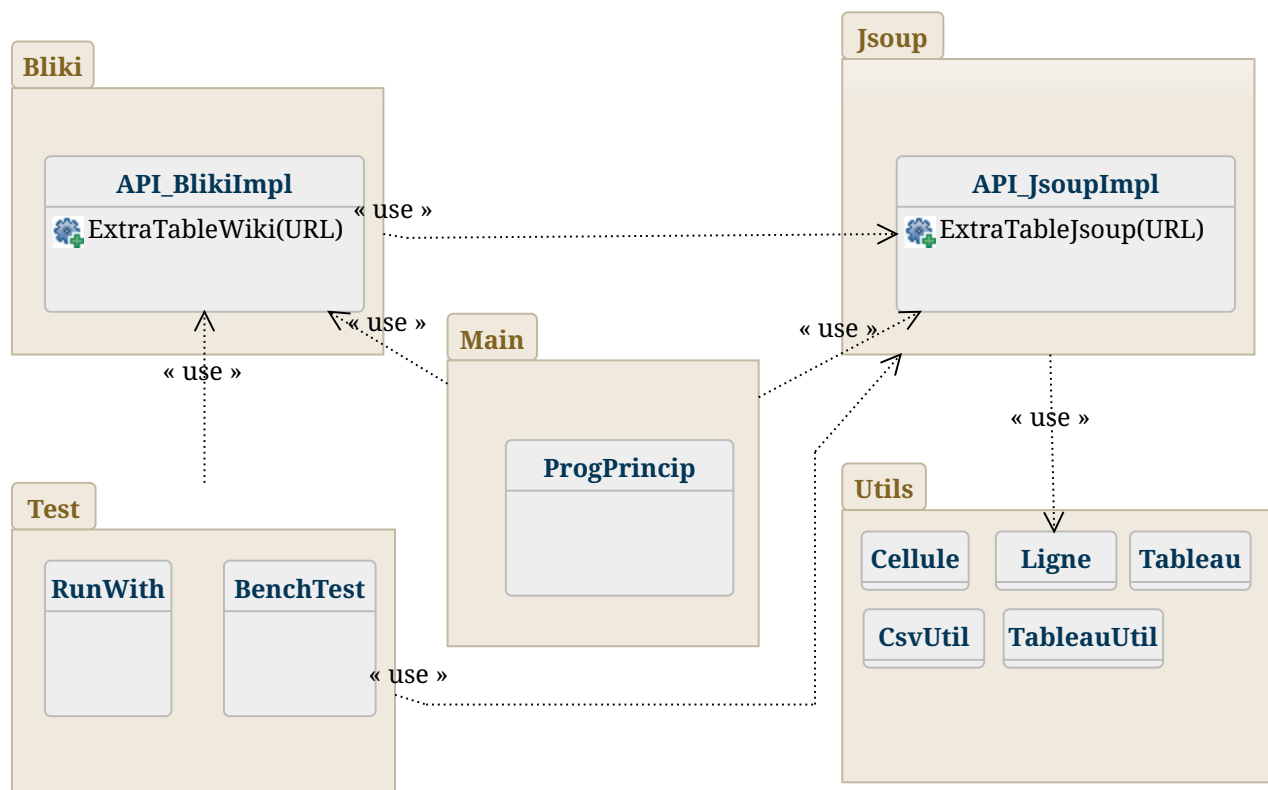 Jsoup
Bliki
API_BlikiImpl
ExtraTableWiki(URL)
« use »
API_JsoupImpl
ExtraTableJsoup(URL)
« use »
Main
« use »
« use »
« use »
ProgPrincip
Test
RunWith
BenchTest
« use »
Utils
Cellule
Ligne
Tableau
CsvUtil
TableauUtil